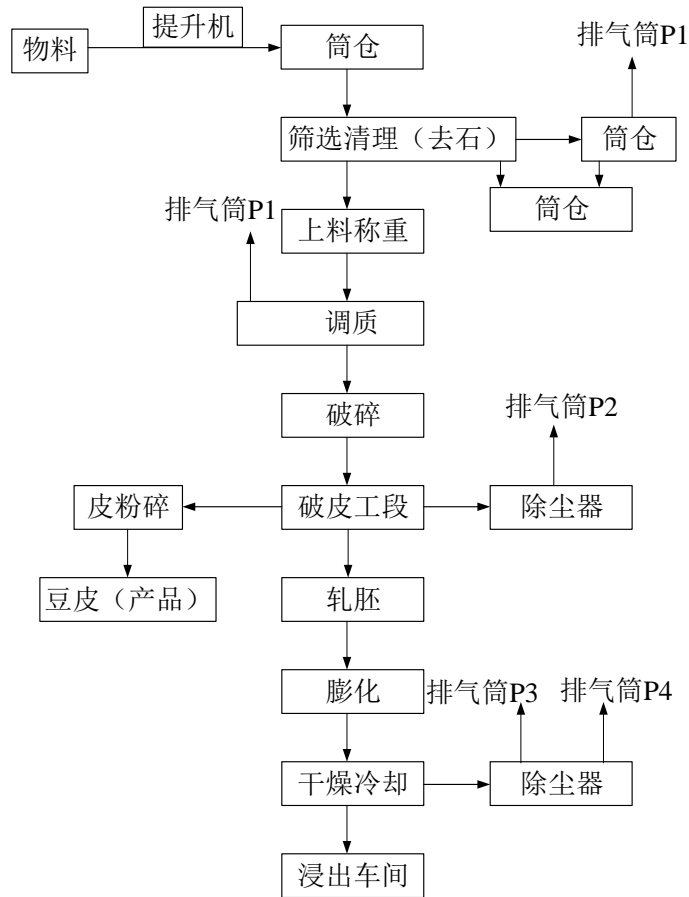 提升机
物料
筒仓
排气筒P1
筛选清理（去石）
筒仓
筒仓
排气筒P1
上料称重
调质
破碎
排气筒P2
皮粉碎
破皮工段
除尘器
豆皮（产品）
轧胚
膨化
排气筒P3
排气筒P4
干燥冷却
除尘器
浸出车间